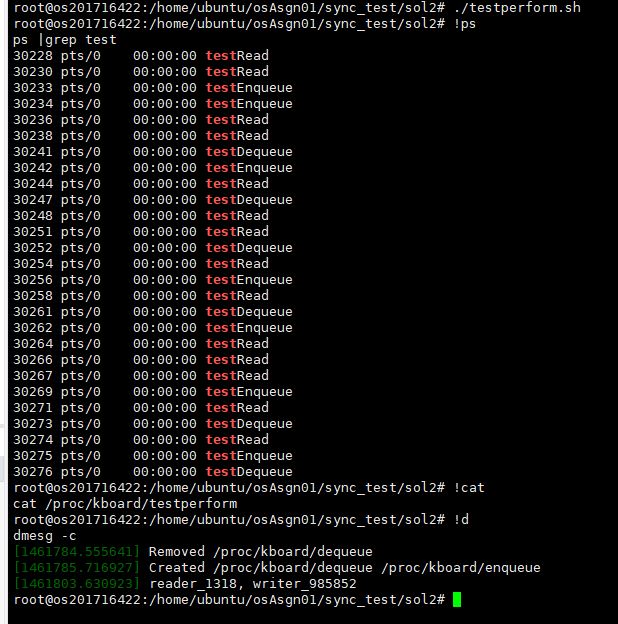 root@os201716422:/home/ubuntu/osAsgn01/sync_test/sol2# ./testperform.sh
root@os201716422:/home/ubuntu/osAsgn01/sync_test/sol2# !ps
ps |grep test
30228 pts/0    00:00:00 testRead
30230 pts/0    00:00:00 testRead
30233 pts/0    00:00:00 testEnqueue
30234 pts/0    00:00:00 testEnqueue
30236 pts/0    00:00:00 testRead
30238 pts/0    00:00:00 testRead
30241 pts/0    00:00:00 testDequeue
30242 pts/0    00:00:00 testEnqueue
30244 pts/0    00:00:00 testRead
30247 pts/0    00:00:00 testDequeue
30248 pts/0    00:00:00 testRead
30251 pts/0    00:00:00 testRead
30252 pts/0    00:00:00 testDequeue
30254 pts/0    00:00:00 testRead
30256 pts/0    00:00:00 testEnqueue
30258 pts/0    00:00:00 testRead
30261 pts/0    00:00:00 testDequeue
30262 pts/0    00:00:00 testEnqueue
30264 pts/0    00:00:00 testRead
30266 pts/0    00:00:00 testRead
30267 pts/0    00:00:00 testRead
30269 pts/0    00:00:00 testEnqueue
30271 pts/0    00:00:00 testRead
30273 pts/0    00:00:00 testDequeue
30274 pts/0    00:00:00 testRead
30275 pts/0    00:00:00 testEnqueue
30276 pts/0    00:00:00 testDequeue
root@os201716422:/home/ubuntu/osAsgn01/sync_test/sol2# !cat
cat /proc/kboard/testperform
root@os201716422:/home/ubuntu/osAsgn01/sync_test/sol2# !d
dmesg -c
[1461784.555641] Removed /proc/kboard/dequeue
[1461785.716927] Created /proc/kboard/dequeue /proc/kboard/enqueue
[1461803.630923] reader_1318, writer_985852
root@os201716422:/home/ubuntu/osAsgn01/sync_test/sol2#